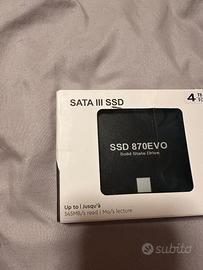 SATA III SSD
4
SSD 870EVO
Solid State Drive
Up to | Jusqu'à
545MB/s read | Mo/s lecture
subito